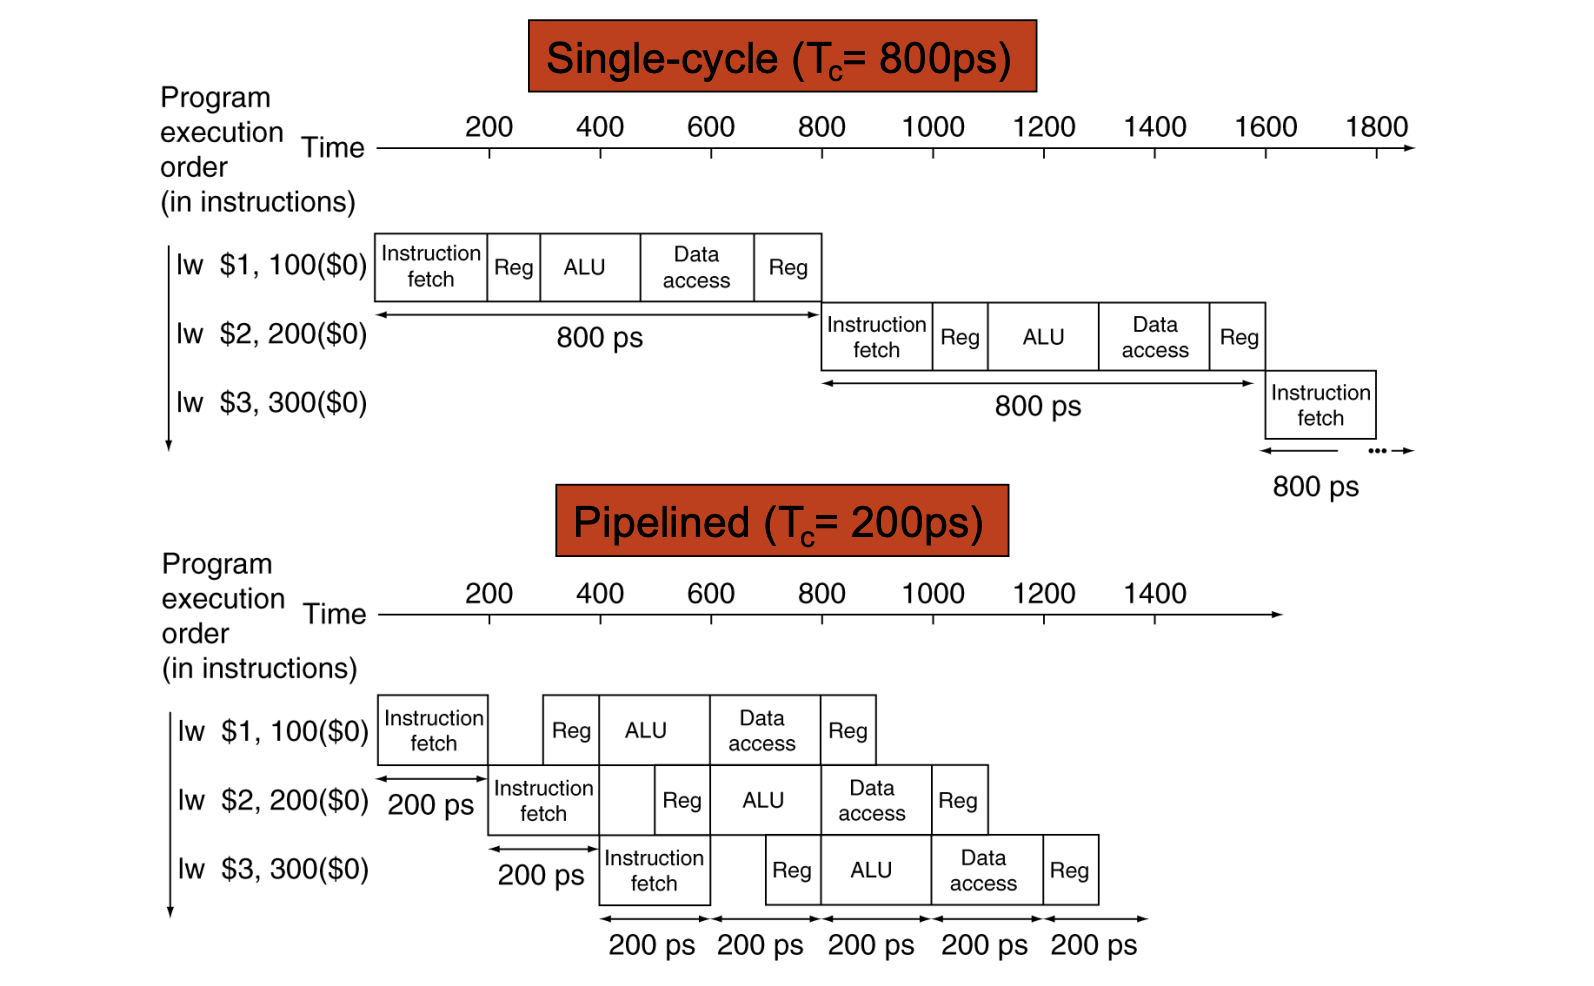 Single-cycle (Tc= 800ps)
Program
execution
order
(in instructions)
Time
200 400 600 800 1000 1200 1400 1600 1800
lw $1, 100($0)
Instruction
fetch
Reg
ALU
Data
access
Reg
800 ps
lw $2, 200($0)
Instruction
fetch
Reg
ALU
Data
access
Reg
800 ps
lw $3, 300($0)
Instruction
fetch
...
800 ps
Pipelined (Tc= 200ps)
Program
execution
order
(in instructions)
Time
200 400 600 800 1000 1200 1400
lw $1, 100($0)
Instruction
fetch
Reg
ALU
Data
access
Reg
200 ps
lw $2, 200($0)
Instruction
fetch
Reg
ALU
Data
access
Reg
200 ps
lw $3, 300($0)
Instruction
fetch
Reg
ALU
Data
access
Reg
200 ps 200 ps 200 ps 200 ps 200 ps